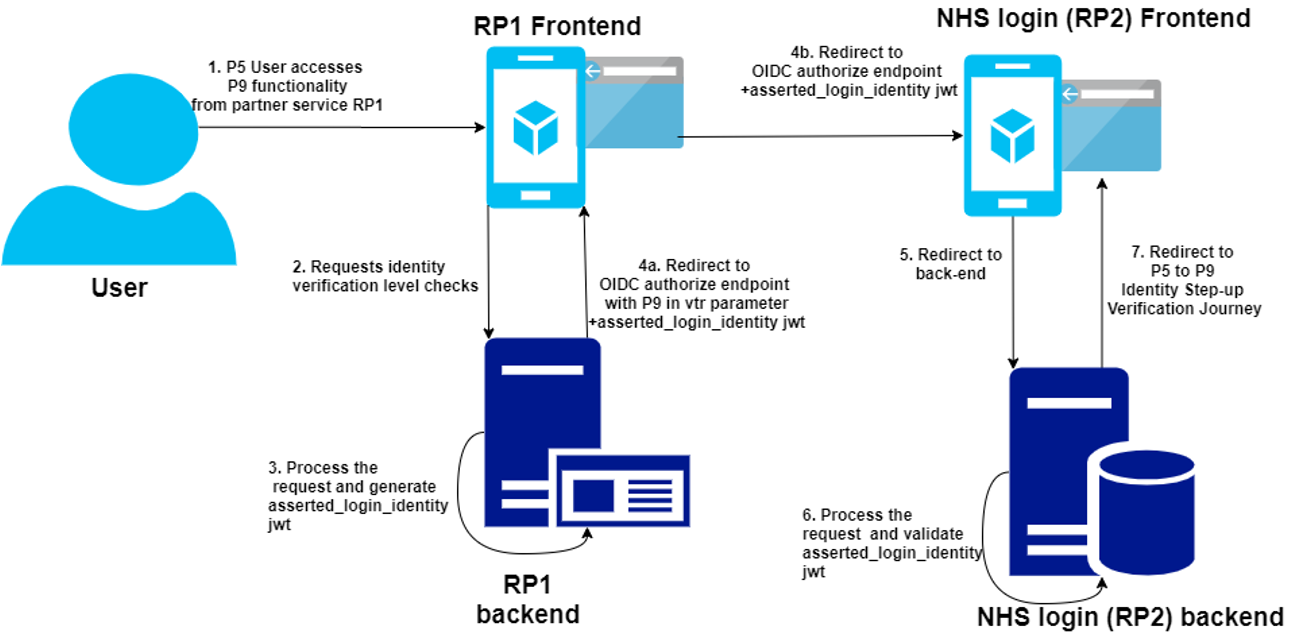 RP1 Frontend
NHS login (RP2) Frontend
1. P5 User accesses
P9 functionality
from partner service RP1
4b. Redirect to
OIDC authorize endpoint
+asserted_login_identity jwt
User
2. Requests identity
verification level checks
4a. Redirect to
OIDC authorize endpoint
with P9 in vtr parameter
+asserted_login_identity jwt
5. Redirect to
back-end
7. Redirect to
P5 to P9
Identity Step-up
Verification Journey
3. Process the
request and generate
asserted_login_identity
jwt
6. Process the
request and validate
asserted_login_identity
jwt
RP1
backend
NHS login (RP2) backend